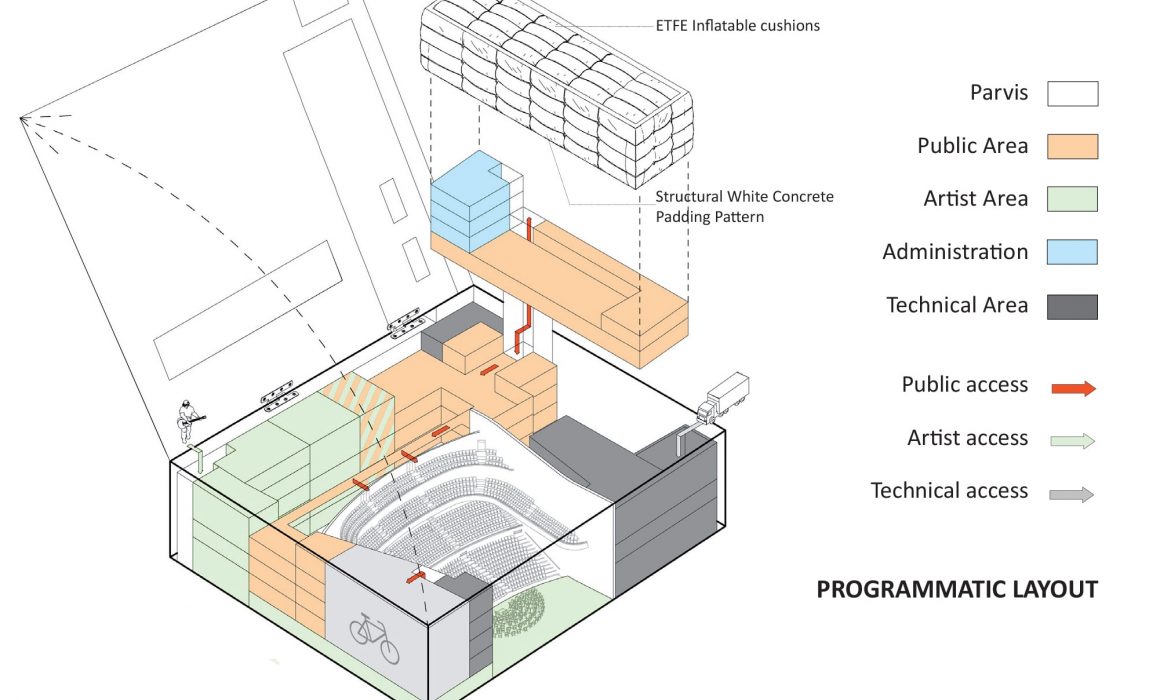 ETFE Inflatable cushions
Structural White Concrete
Padding Pattern
Parvis
Public Area
Artist Area
Administration
Technical Area
Public access
Artist access
Technical access
PROGRAMMATIC LAYOUT